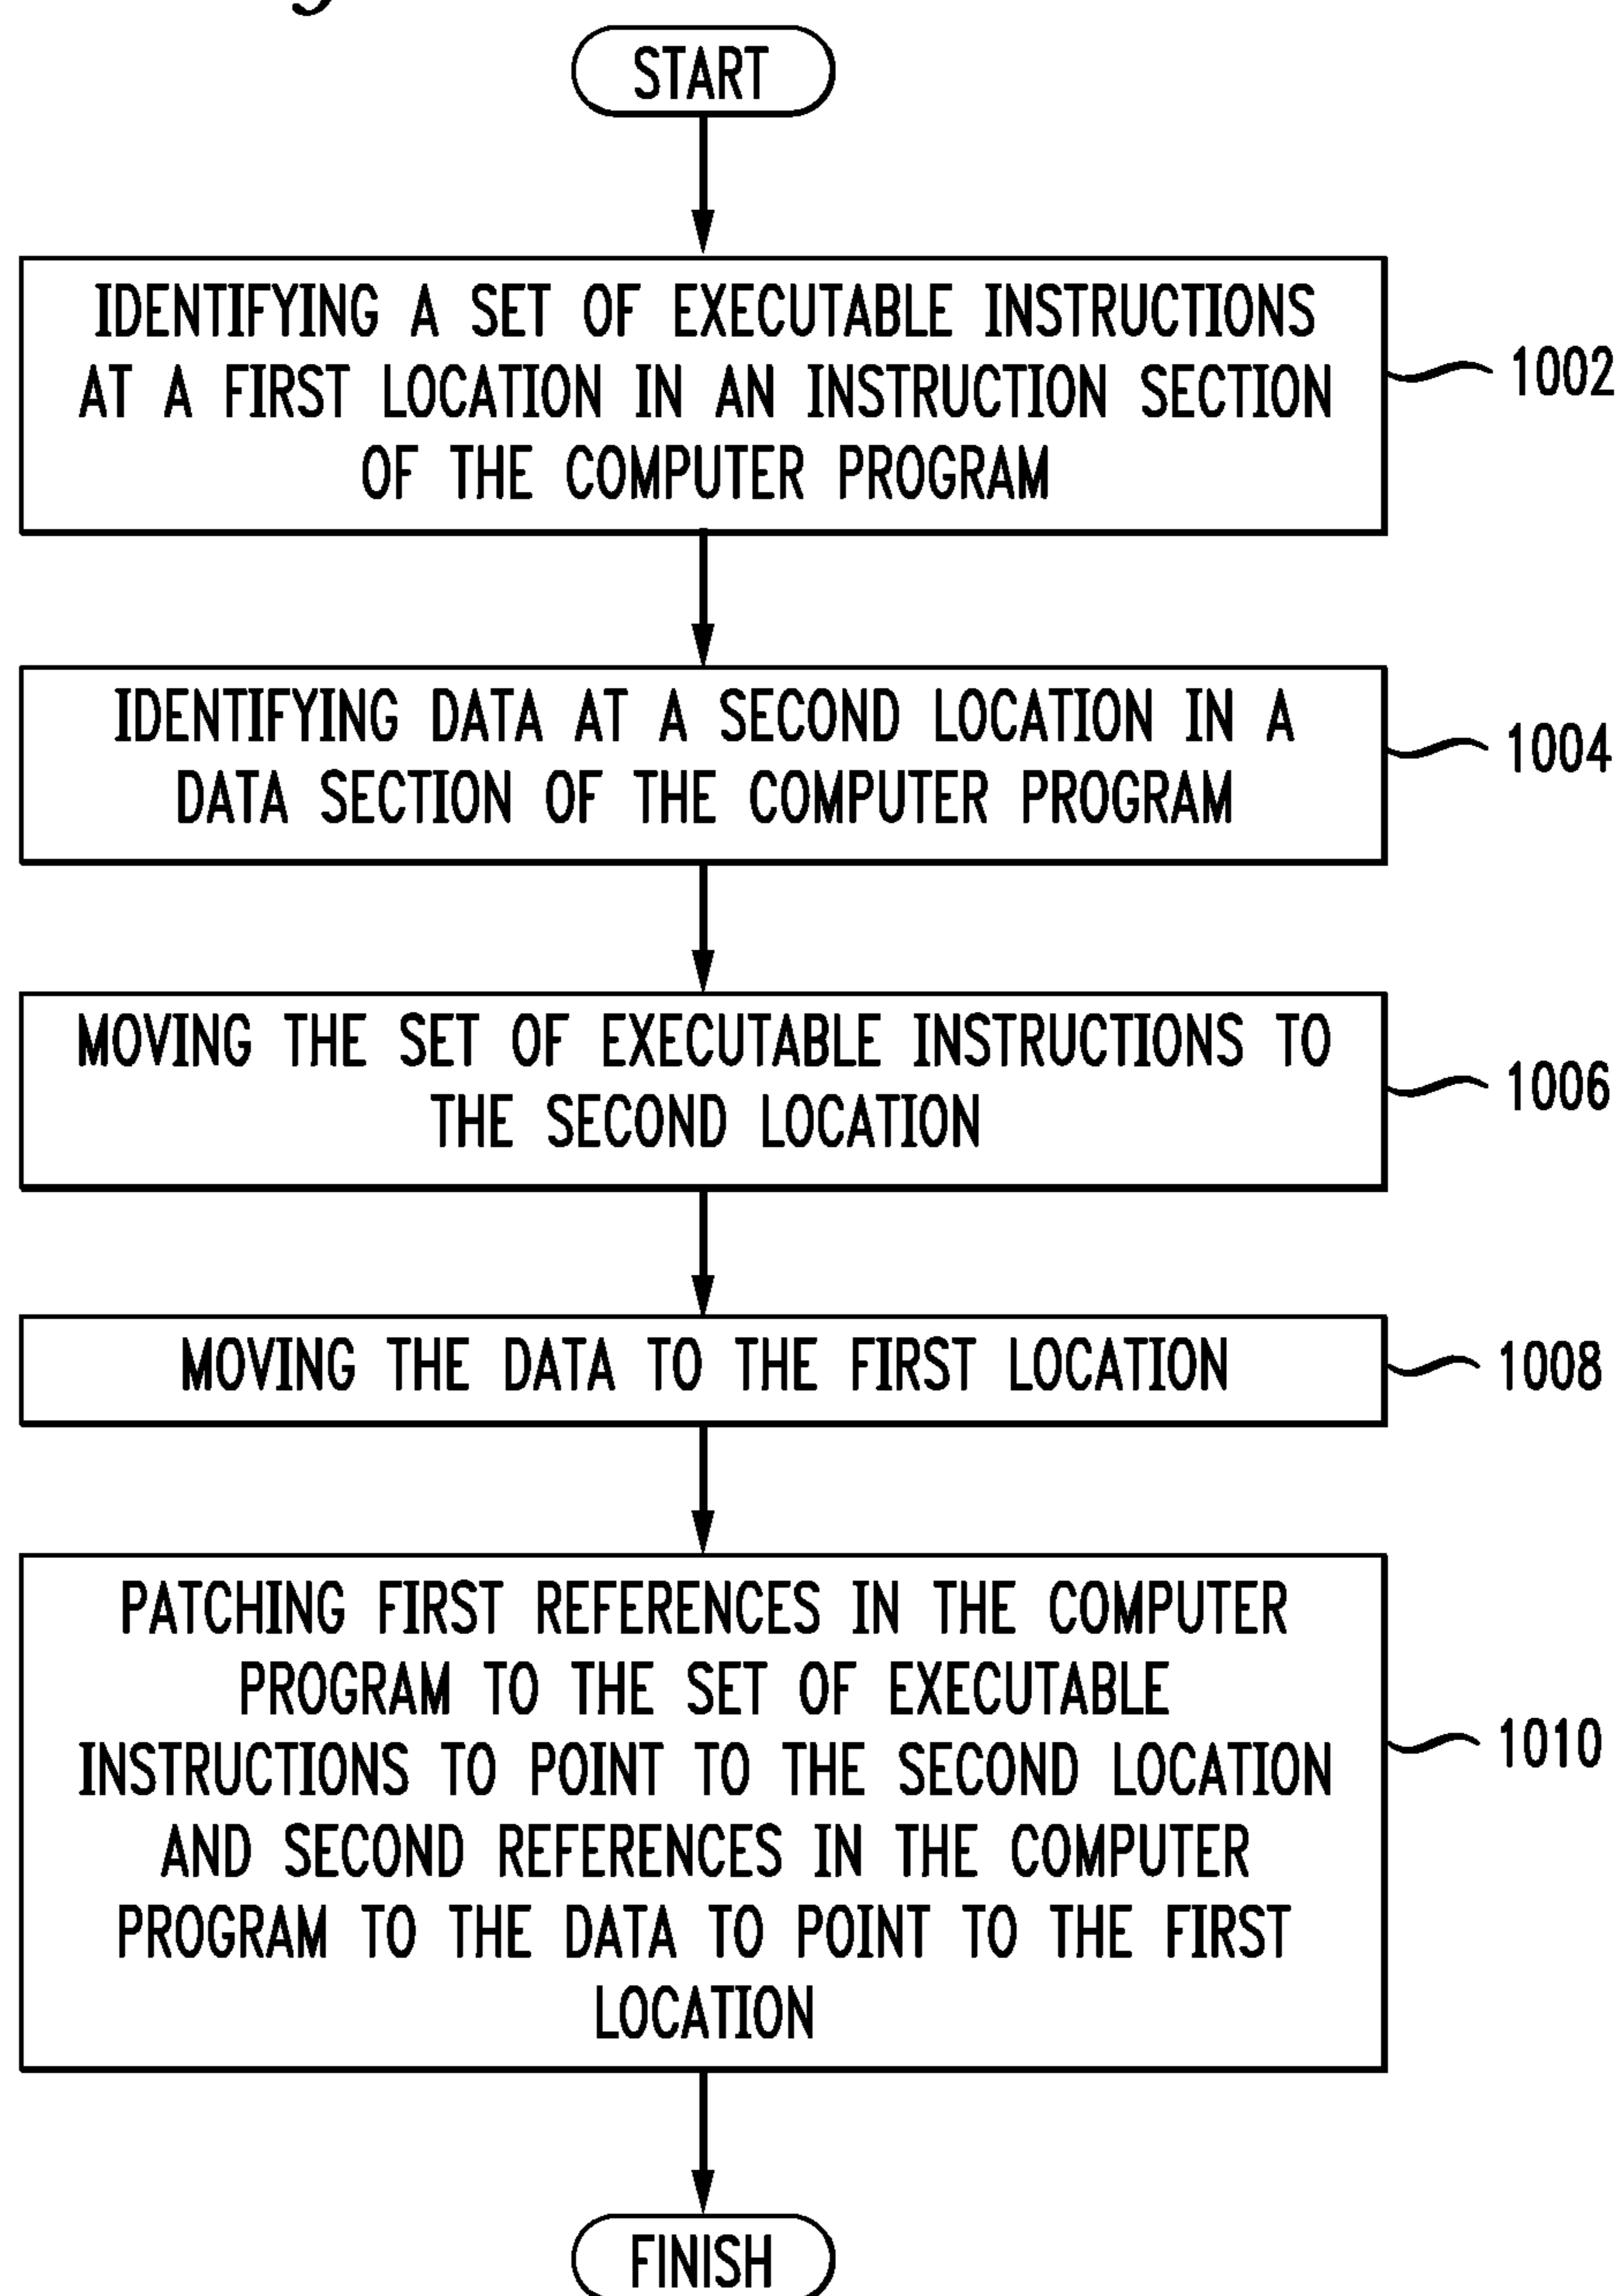 START
IDENTIFYING A SET OF EXECUTABLE INSTRUCTIONS
AT A FIRST LOCATION IN AN INSTRUCTION SECTION
OF THE COMPUTER PROGRAM
1002
IDENTIFYING DATA AT A SECOND LOCATION IN A
DATA SECTION OF THE COMPUTER PROGRAM
1004
MOVING THE SET OF EXECUTABLE INSTRUCTIONS TO
THE SECOND LOCATION
1006
MOVING THE DATA TO THE FIRST LOCATION
1008
PATCHING FIRST REFERENCES IN THE COMPUTER
PROGRAM TO THE SET OF EXECUTABLE
INSTRUCTIONS TO POINT TO THE SECOND LOCATION
AND SECOND REFERENCES IN THE COMPUTER
PROGRAM TO THE DATA TO POINT TO THE FIRST
LOCATION
1010
FINISH